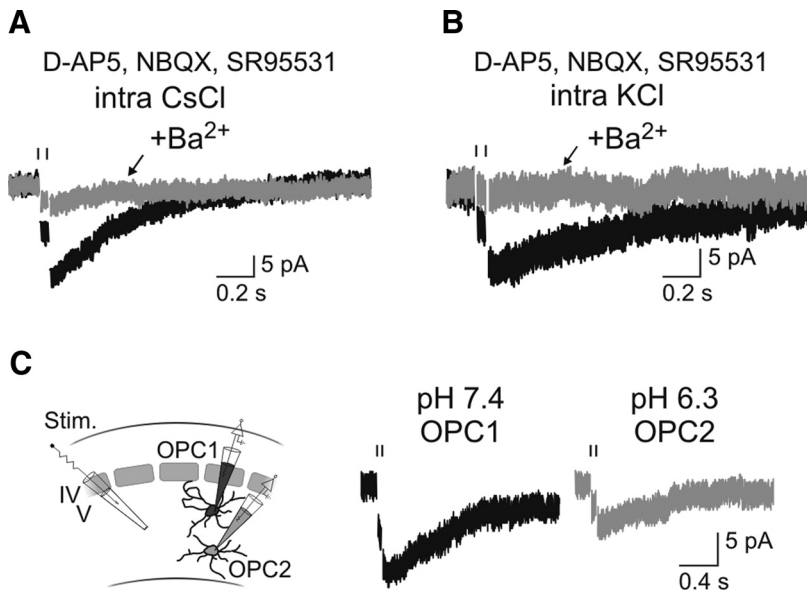 A
D-AP5, NBQX, SR95531
intra CsCl
+Ba2+
5 pA
0.2 s
B
D-AP5, NBQX, SR95531
intra KCl
+Ba2+
5 pA
0.2 s
C
Stim.
IV
V
OPC1
OPC2
pH 7.4
OPC1
pH 6.3
OPC2
5 pA
0.4 s